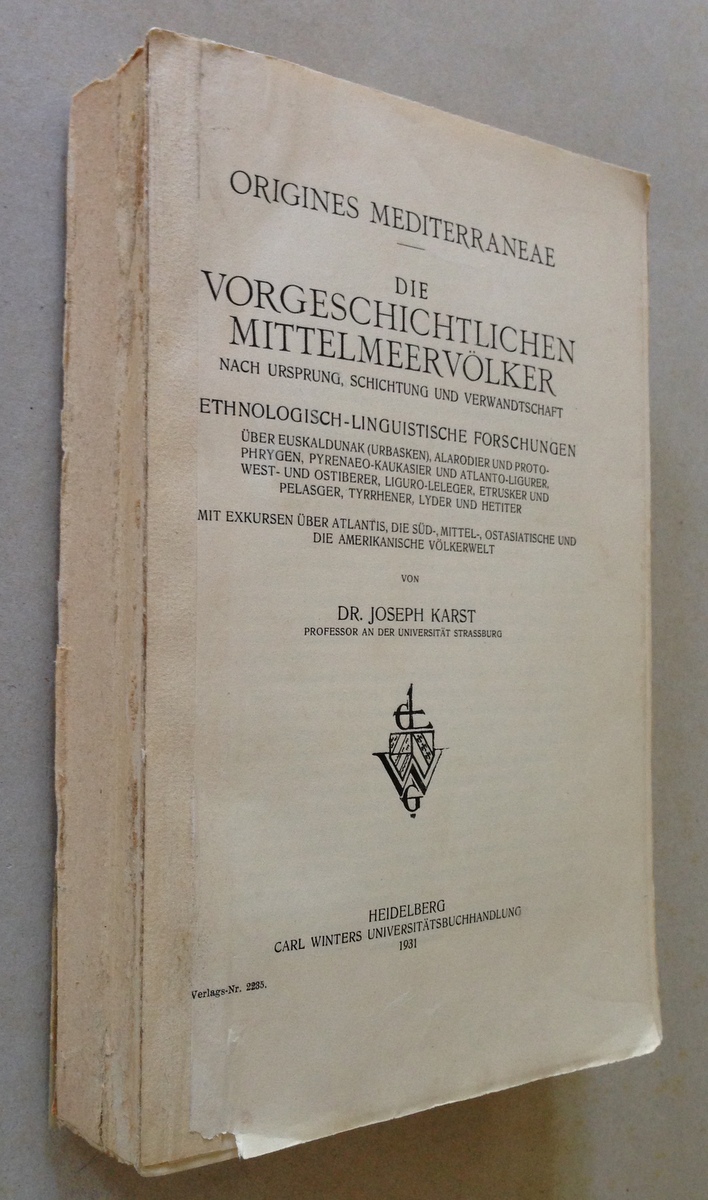 ORIGINES MEDITERRANEAE
DIE
VORGESCHICHTLICHEN
MITTELMEERVÖLKER
NACH URSPRUNG, SCHICHTUNG UND VERWANDTSCHAFT
ETHNOLOGISCH-LINGUISTISCHE FORSCHUNGEN
ÜBER EUSKALDUNAK (URBASKEN), ALARODIER UND PROTO-
PHRYGEN, PYRENAEO-KAUKASIER UND ATLANTO-LIGURER,
WEST- UND OSTIBERER, LIGURO-LELEGER, ETRUSKER UND
PELASGER, TYRRHENER, LYDER UND HETITER
MIT EXKURSEN ÜBER ATLANTIS, DIE SÜD-, MITTEL-, OSTASIATISCHE UND
DIE AMERIKANISCHE VÖLKERWELT
VON
DR. JOSEPH KARST
PROFESSOR AN DER UNIVERSITÄT STRASSBURG
C
W
G
HEIDELBERG
CARL WINTERS UNIVERSITÄTSBUCHHANDLUNG
1931
Verlags-Nr. 2235.